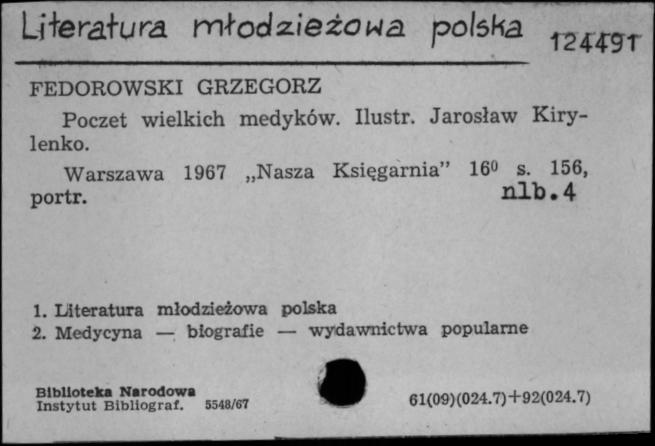 Literatura młodzieżowa polska 124491
FEDOROWSKI GRZEGORZ
Poczet wielkich medyków. Ilustr. Jarosław Kiry-
lenko.
Warszawa 1967 „Nasza Księgarnia” 16⁰ s. 156,
portr. nlb.4
1. Literatura młodzieżowa polska
2. Medycyna — biografie — wydawnictwa popularne
Biblioteka Narodowa
Instytut Bibliograf. 5548/67 61(09)(024.7)+92(024.7)